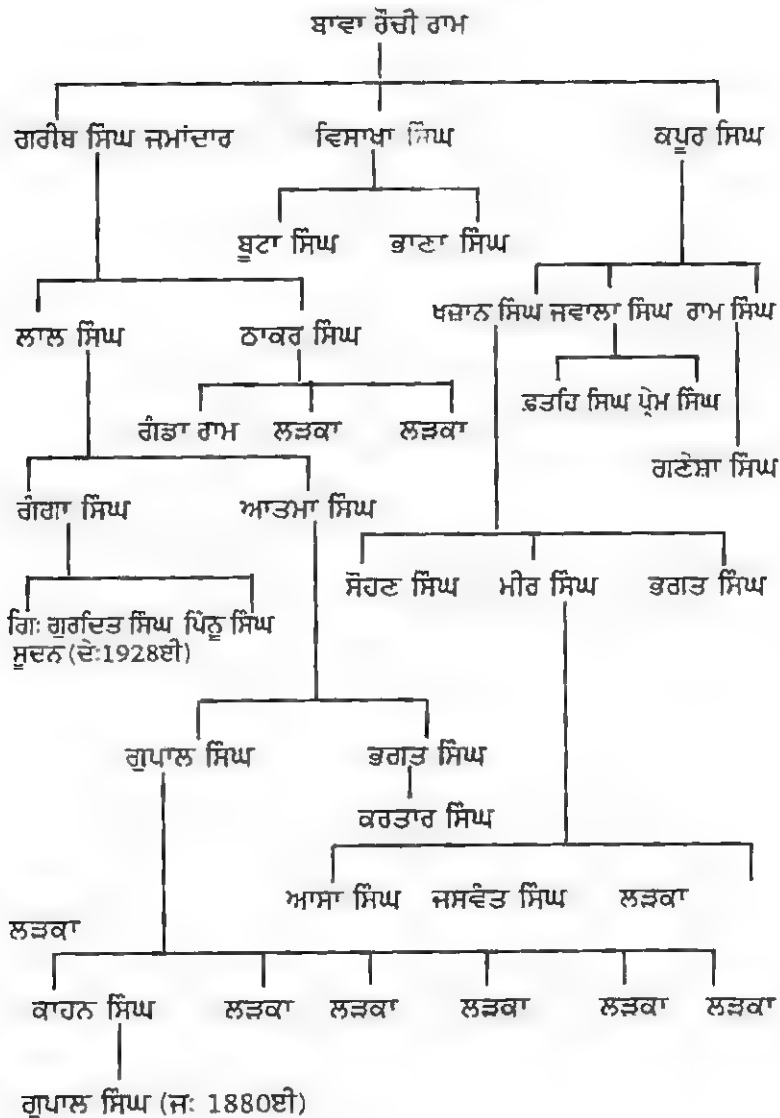 ਬਾਵਾ ਰੌਚੀ ਰਾਮ
ਗਰੀਬ ਸਿੰਘ ਜਮਾਂਦਾਰ ਵਿਸਾਖਾ ਸਿੰਘ ਕਪੂਰ ਸਿੰਘ
ਬੂਟਾ ਸਿੰਘ ਭਾਣਾ ਸਿੰਘ
ਲਾਲ ਸਿੰਘ ਠਾਕਰ ਸਿੰਘ ਖਜ਼ਾਨ ਸਿੰਘ ਜਵਾਲਾ ਸਿੰਘ ਰਾਮ ਸਿੰਘ
ਫ਼ਤਹਿ ਸਿੰਘ ਪ੍ਰੇਮ ਸਿੰਘ
ਗੰਡਾ ਰਾਮ ਲੜਕਾ ਲੜਕਾ
ਗਣੇਸ਼ਾ ਸਿੰਘ
ਗੰਗਾ ਸਿੰਘ ਆਤਮਾ ਸਿੰਘ
ਸੋਹਣ ਸਿੰਘ ਮੀਰ ਸਿੰਘ ਭਗਤ ਸਿੰਘ
ਗਿ: ਗੁਰਦਿਤ ਸਿੰਘ ਪਿੰਨੂ ਸਿੰਘ
ਸੂਦਨ (ਦੇ:1928ਈ)
ਗੁਪਾਲ ਸਿੰਘ ਭਗਤ ਸਿੰਘ
ਕਰਤਾਰ ਸਿੰਘ
ਆਸਾ ਸਿੰਘ ਜਸਵੰਤ ਸਿੰਘ ਲੜਕਾ
ਲੜਕਾ
ਕਾਹਨ ਸਿੰਘ ਲੜਕਾ ਲੜਕਾ ਲੜਕਾ ਲੜਕਾ ਲੜਕਾ
ਗੁਪਾਲ ਸਿੰਘ (ਜ: 1880ਈ)